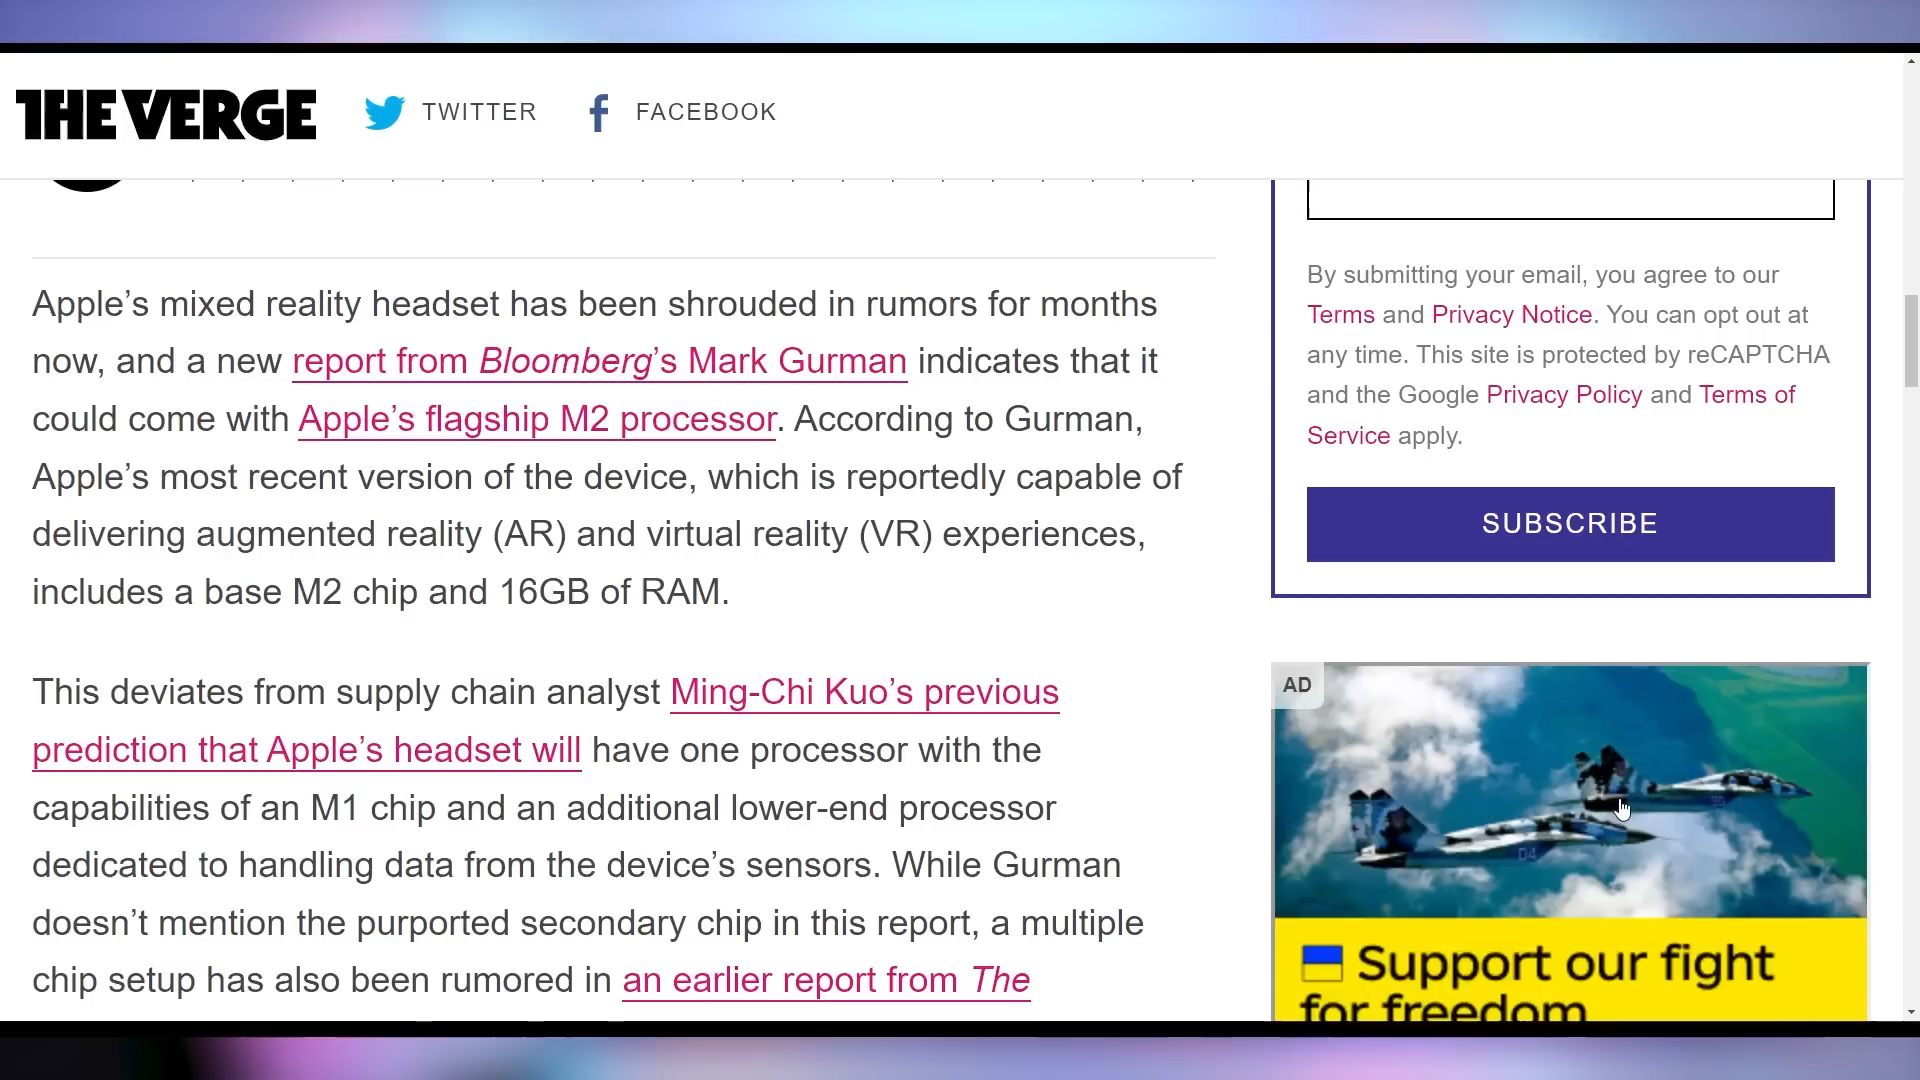 THE VERGE
TWITTER
FACEBOOK
Apple’s mixed reality headset has been shrouded in rumors for months
now, and a new report from Bloomberg’s Mark Gurman indicates that it
could come with Apple’s flagship M2 processor. According to Gurman,
Apple’s most recent version of the device, which is reportedly capable of
delivering augmented reality (AR) and virtual reality (VR) experiences,
includes a base M2 chip and 16GB of RAM.
This deviates from supply chain analyst Ming-Chi Kuo’s previous
prediction that Apple’s headset will have one processor with the
capabilities of an M1 chip and an additional lower-end processor
dedicated to handling data from the device’s sensors. While Gurman
doesn’t mention the purported secondary chip in this report, a multiple
chip setup has also been rumored in an earlier report from The
By submitting your email, you agree to our
Terms and Privacy Notice. You can opt out at
any time. This site is protected by reCAPTCHA
and the Google Privacy Policy and Terms of
Service apply.
SUBSCRIBE
AD
04
Support our fight
for freedom